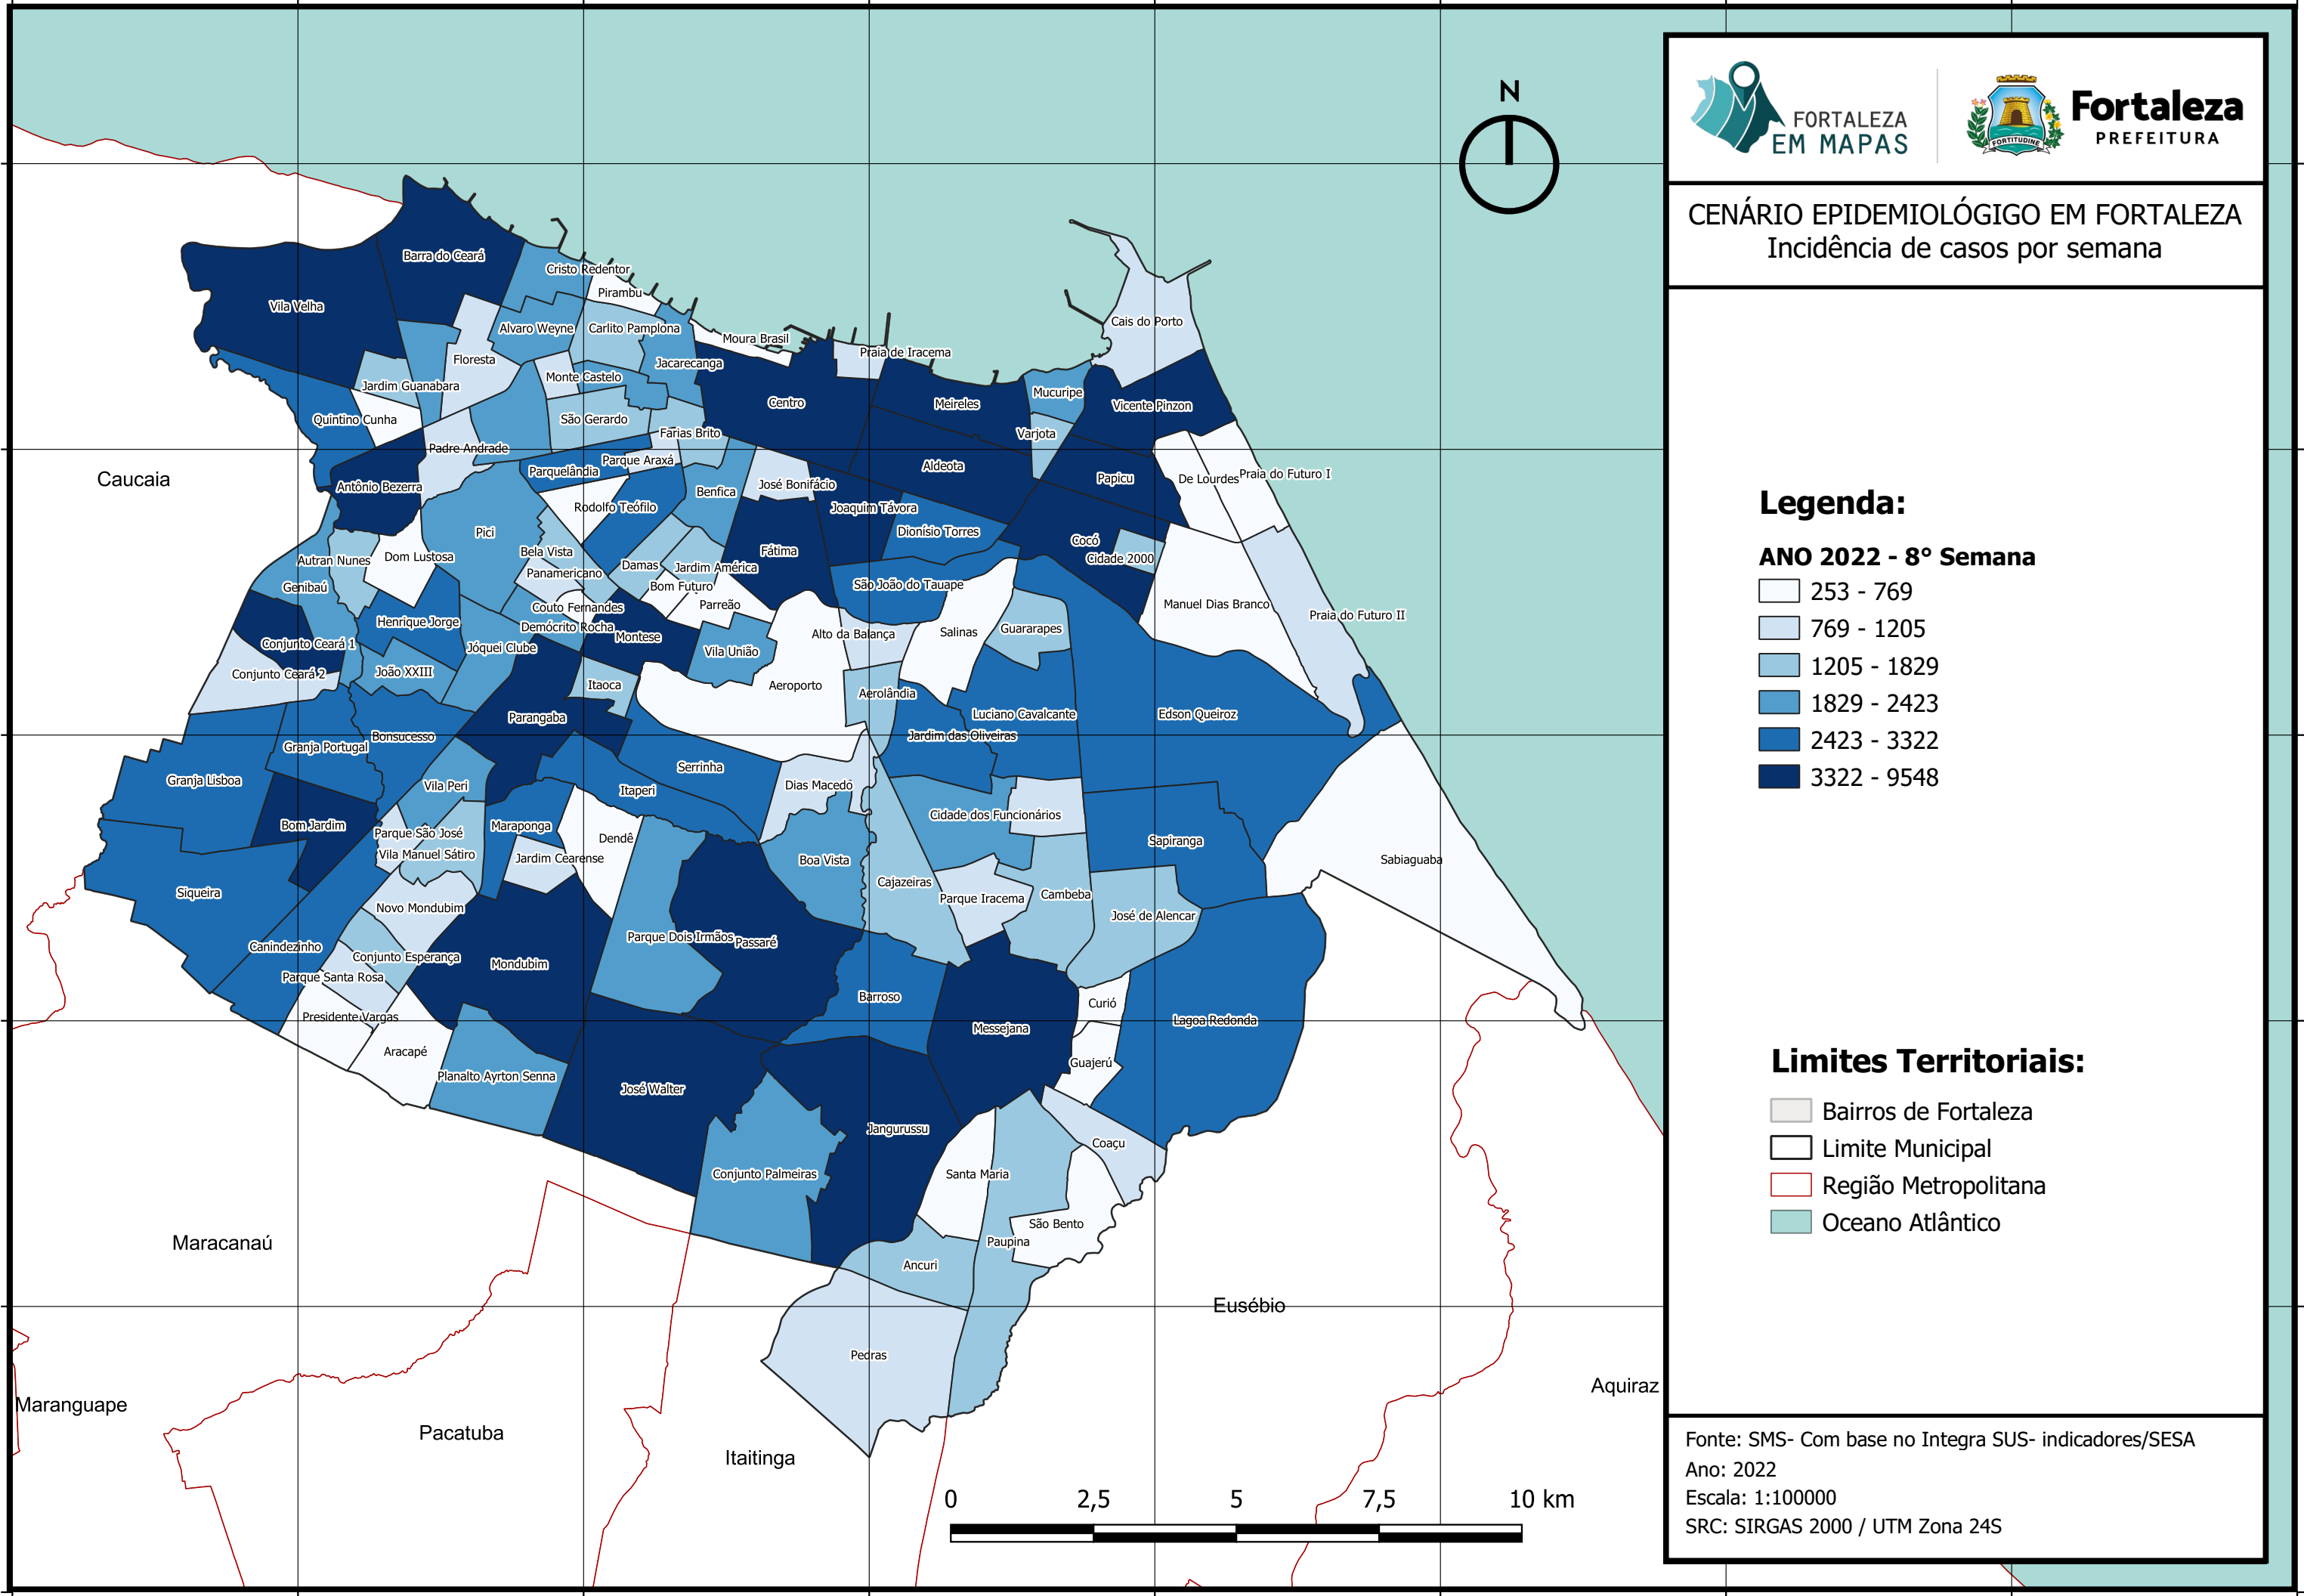 N
FORTALEZA
EM MAPAS
FORTITUDINE
Fortaleza
PREFEITURA
CENÁRIO EPIDEMIOLÓGIGO EM FORTALEZA
Incidência de casos por semana
Legenda:
ANO 2022 - 8° Semana
253 - 769
769 - 1205
1205 - 1829
1829 - 2423
2423 - 3322
3322 - 9548
Limites Territoriais:
Bairros de Fortaleza
Limite Municipal
Região Metropolitana
Oceano Atlântico
Fonte: SMS- Com base no Integra SUS- indicadores/SESA
Ano: 2022
Escala: 1:100000
SRC: SIRGAS 2000 / UTM Zona 24S
Barra do Ceará
Cristo Redentor
Pirambu
Vila Velha
Alvaro Weyne
Carlito Pamplona
Moura Brasil
Cais do Porto
Floresta
Jacarecanga
Praia de Iracema
Jardim Guanabara
Monte Castelo
Mucuripe
Centro
Meireles
Vicente Pinzon
Quintino Cunha
São Gerardo
Farias Brito
Varjota
Padre Andrade
Parque Araxá
Aldeota
Parquelândia
Papicu
De Lourdes
Praia do Futuro I
Caucaia
Antônio Bezerra
José Bonifácio
Benfica
Rodolfo Teófilo
Joaquim Távora
Pici
Dionísio Torres
Cocó
Bela Vista
Fátima
Cidade 2000
Autran Nunes
Dom Lustosa
Damas
Jardim América
Panamericano
Genibaú
Bom Futuro
São João do Tauape
Couto Fernandes
Parreão
Manuel Dias Branco
Praia do Futuro II
Henrique Jorge
Demócrito Rocha
Montese
Alto da Balança
Salinas
Guararapes
Conjunto Ceará 1
Jóquei Clube
Vila União
Conjunto Ceará 2
João XXIII
Itaoca
Aeroporto
Aerolândia
Parangaba
Luciano Cavalcante
Edson Queiroz
Granja Portugal
Bonsucesso
Jardim das Oliveiras
Granja Lisboa
Serrinha
Vila Peri
Itaperi
Dias Macedo
Bom Jardim
Parque São José
Maraponga
Dendê
Cidade dos Funcionários
Sapiranga
Vila Manuel Sátiro
Jardim Cearense
Boa Vista
Sabiaguaba
Siqueira
Cajazeiras
Parque Iracema
Cambeba
Novo Mondubim
José de Alencar
Canindezinho
Parque Dois Irmãos
Passaré
Conjunto Esperança
Mondubim
Parque Santa Rosa
Barroso
Curió
Presidente Vargas
Messejana
Lagoa Redonda
Aracapé
Guajerú
Planalto Ayrton Senna
José Walter
Jangurussu
Coaçu
Conjunto Palmeiras
Santa Maria
São Bento
Maracanaú
Paupina
Ancuri
Eusébio
Pedras
Aquiraz
Maranguape
Pacatuba
Itaitinga
0 2,5 5 7,5 10 km